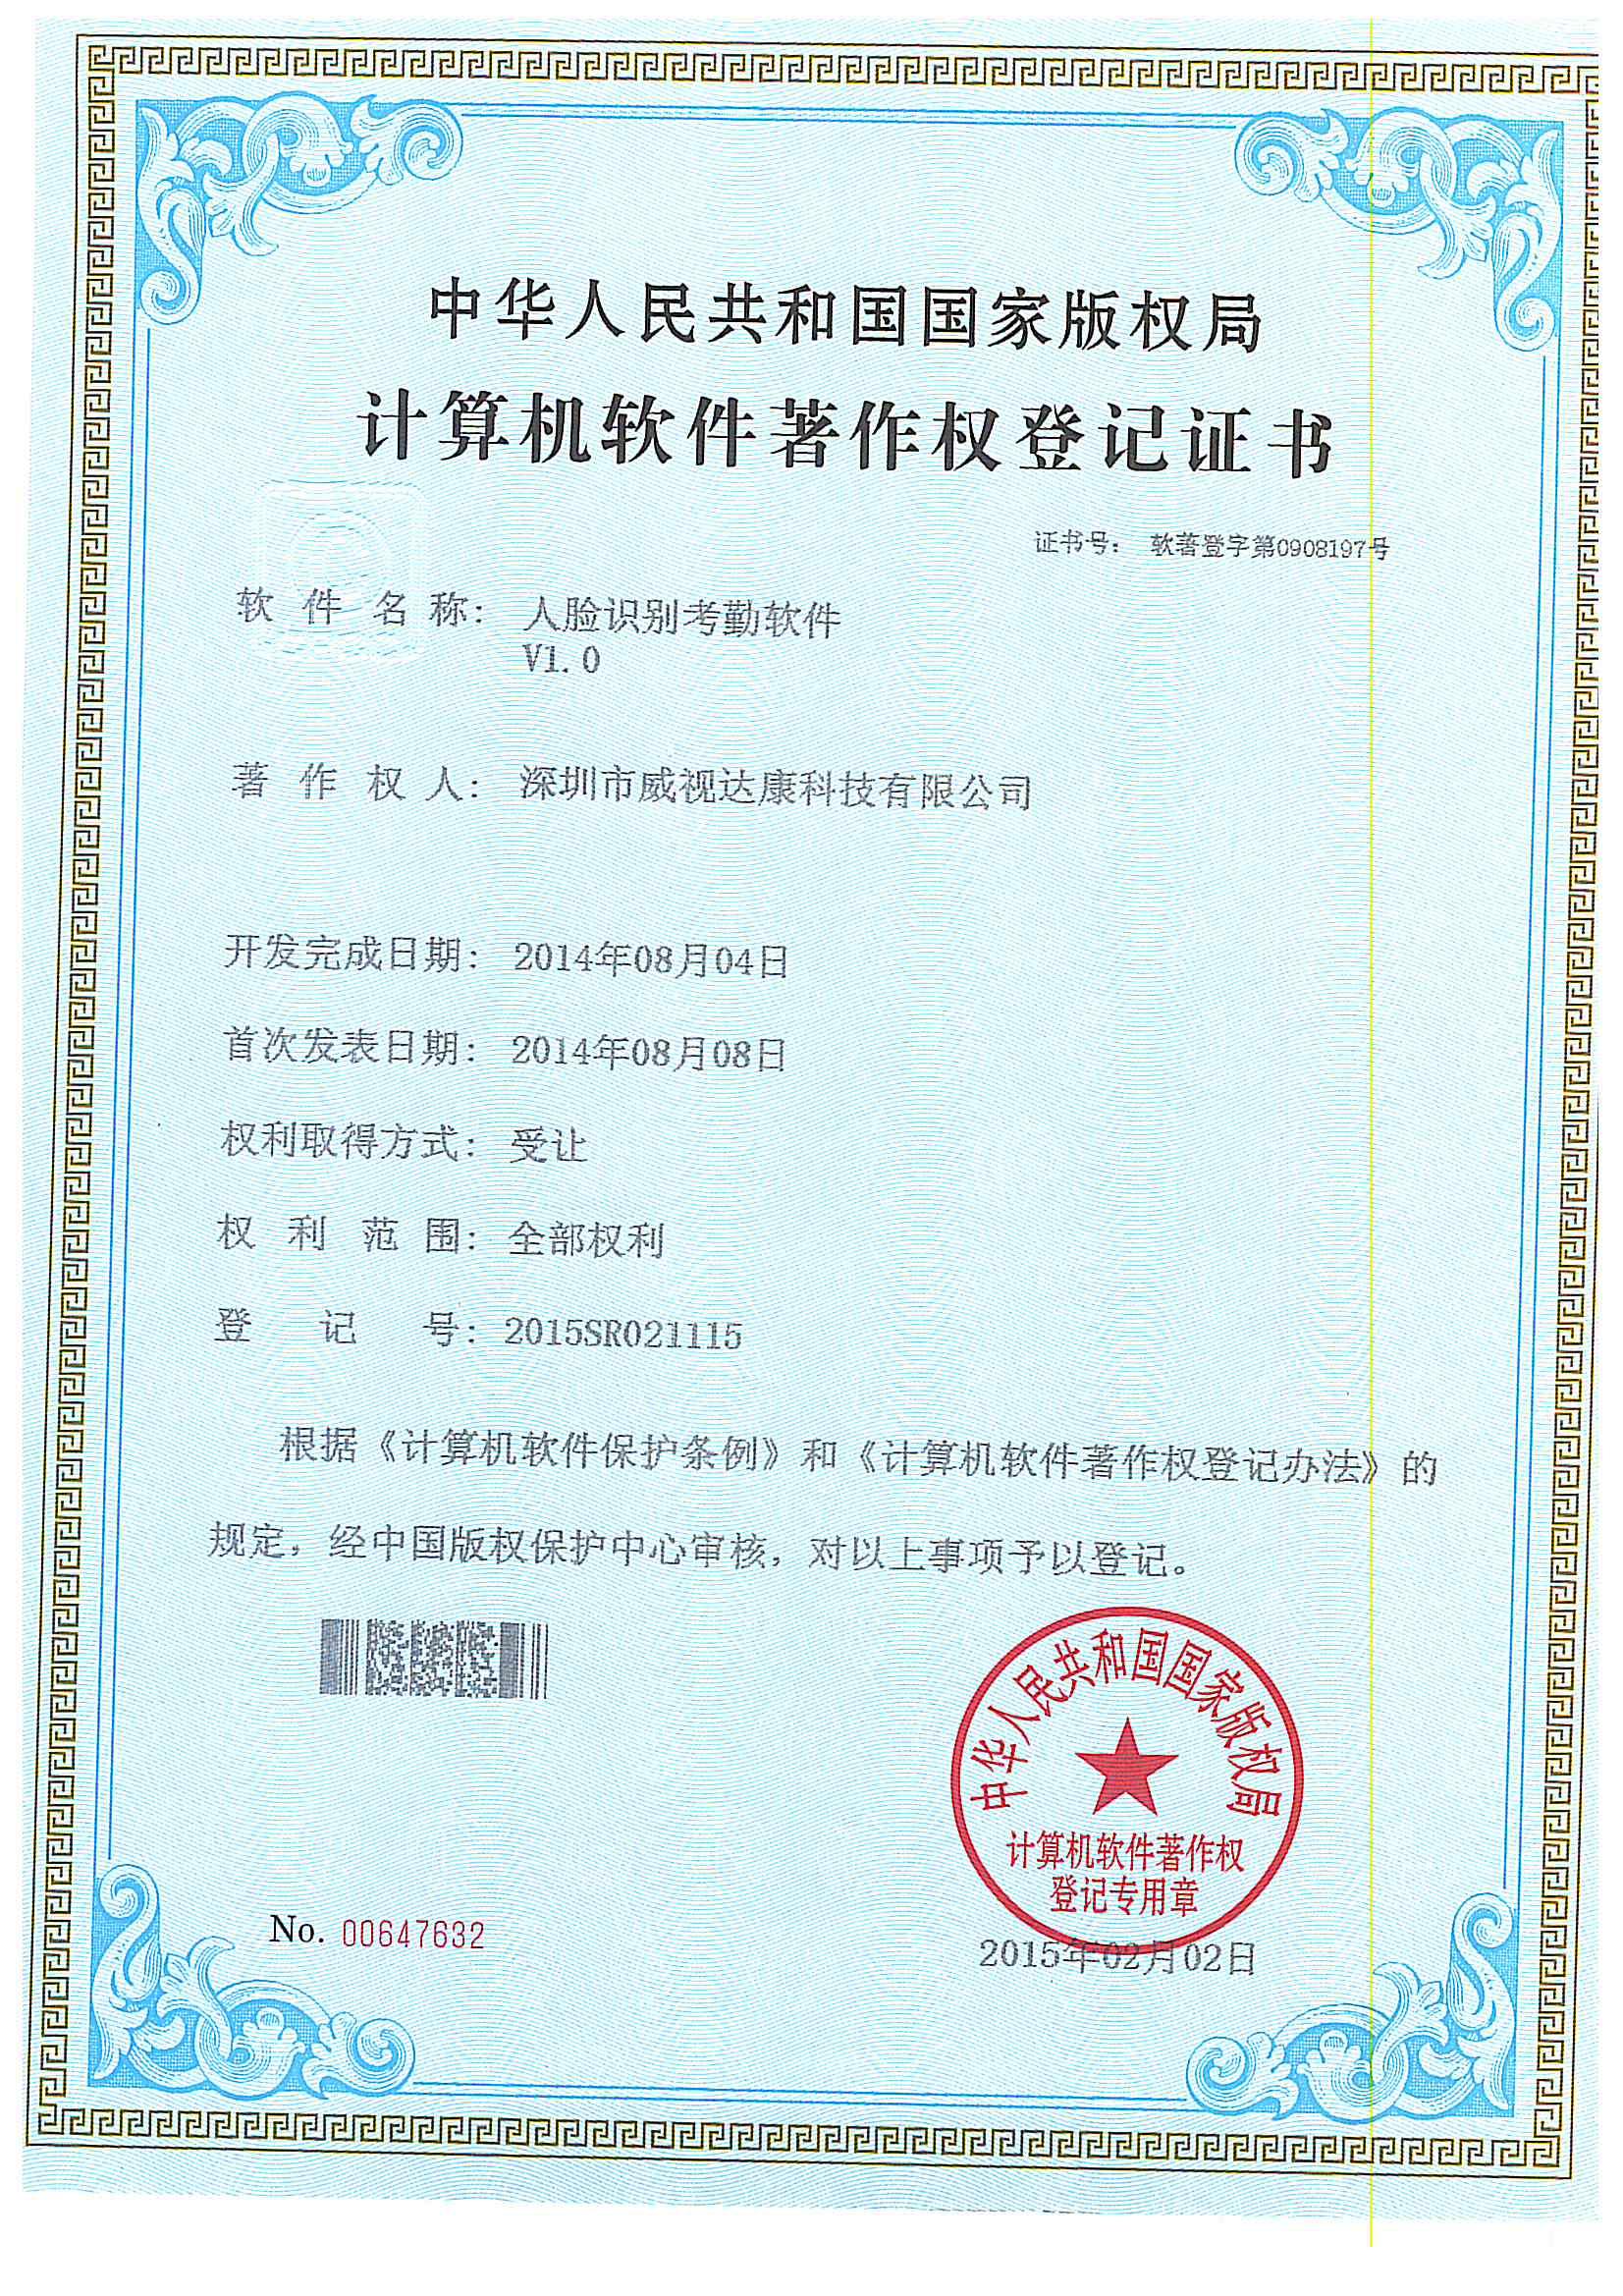 中华人民共和国国家版权局
计算机软件著作权登记证书
证书号： 软著登字第0908197号
软件名称： 人脸识别考勤软件
V1.0
著作权人： 深圳市威视达康科技有限公司
开发完成日期： 2014年08月04日
首次发表日期： 2014年08月08日
权利取得方式： 受让
权利范围： 全部权利
登记号： 2015SR021115
根据《计算机软件保护条例》和《计算机软件著作权登记办法》的
规定，经中国版权保护中心审核，对以上事项予以登记。
中华人民共和国国家版权局
计算机软件著作权
登记专用章
No. 00647632
2015年02月02日